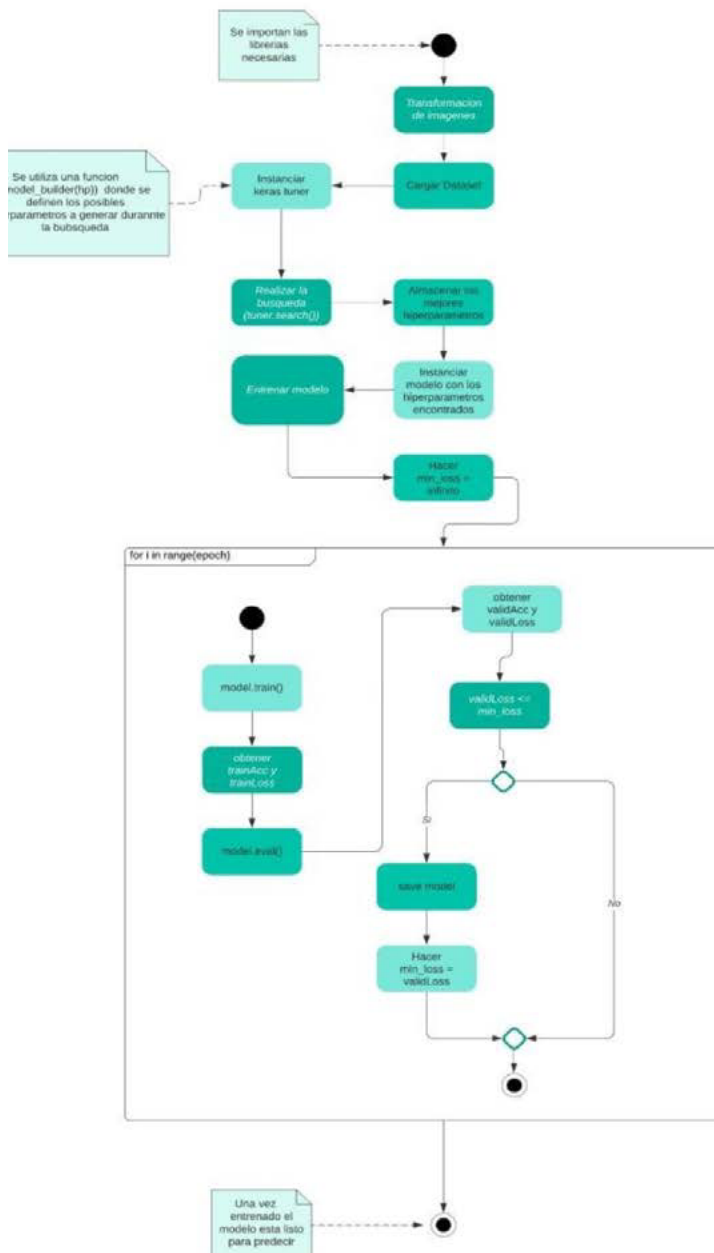 Se importan las
librerias
necesarias
Transformacion
de imagenes
Cargar Dataset
Instanciar
keras tuner
Se utiliza una funcion
model_builder(hp)) donde se
definen los posibles
rparametros a generar durannte
la bubsqueda
Realizar la
busqueda
(tuner.search())
Almacenar los
mejores
hiperparametros
Instanciar
modelo con los
hiperparametros
encontrados
Entrenar modelo
Hacer
min_loss =
infinito
for i in range(epoch)
model.train()
obtener
trainAcc y
trainLoss
model.eval()
obtener
validAcc y
validLoss
validLoss <=
min_loss
Si
No
save model
Hacer
min_loss =
validLoss
Una vez
entrenado el
modelo esta listo
para predecir